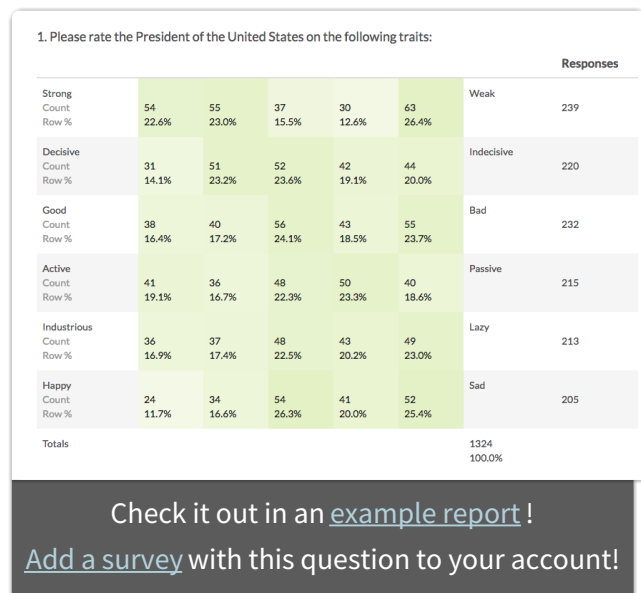 1. Please rate the President of the United States on the following traits:
Responses
Strong Weak
Count 54 55 37 30 63 239
Row % 22.6% 23.0% 15.5% 12.6% 26.4%
Decisive Indecisive
Count 31 51 52 42 44 220
Row % 14.1% 23.2% 23.6% 19.1% 20.0%
Good Bad
Count 38 40 56 43 55 232
Row % 16.4% 17.2% 24.1% 18.5% 23.7%
Active Passive
Count 41 36 48 50 40 215
Row % 19.1% 16.7% 22.3% 23.3% 18.6%
Industrious Lazy
Count 36 37 48 43 49 213
Row % 16.9% 17.4% 22.5% 20.2% 23.0%
Happy Sad
Count 24 34 54 41 52 205
Row % 11.7% 16.6% 26.3% 20.0% 25.4%
Totals 1324
100.0%
Check it out in an example report !
Add a survey with this question to your account!